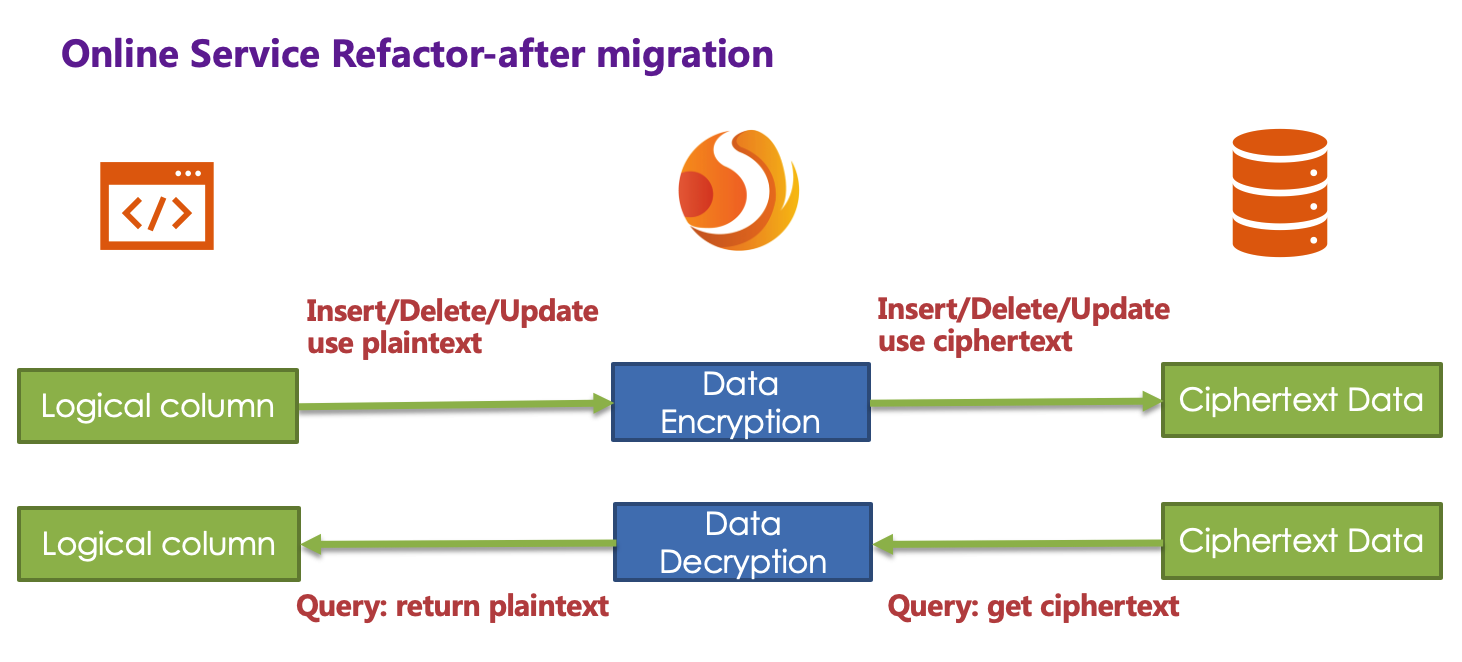 Online Service Refactor-after migration
Insert/Delete/Update
use plaintext
Insert/Delete/Update
use ciphertext
Logical column
Data
Encryption
Ciphertext Data
Logical column
Data
Decryption
Ciphertext Data
Query: return plaintext
Query: get ciphertext